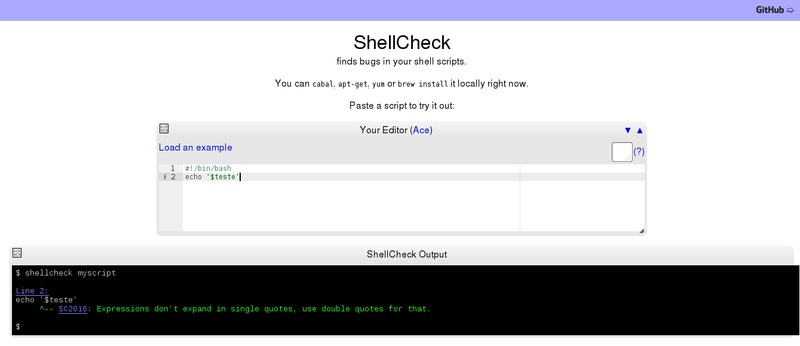 GitHub ➩
ShellCheck
finds bugs in your shell scripts.
You can cabal, apt-get, yum or brew install it locally right now.
Paste a script to try it out:
Your Editor (Ace) ▼ ▲
Load an example
(?)
1 #!/bin/bash
i 2 echo '$teste'
ShellCheck Output
$ shellcheck myscript
Line 2:
echo '$teste'
^-- SC2016: Expressions don't expand in single quotes, use double quotes for that.
$